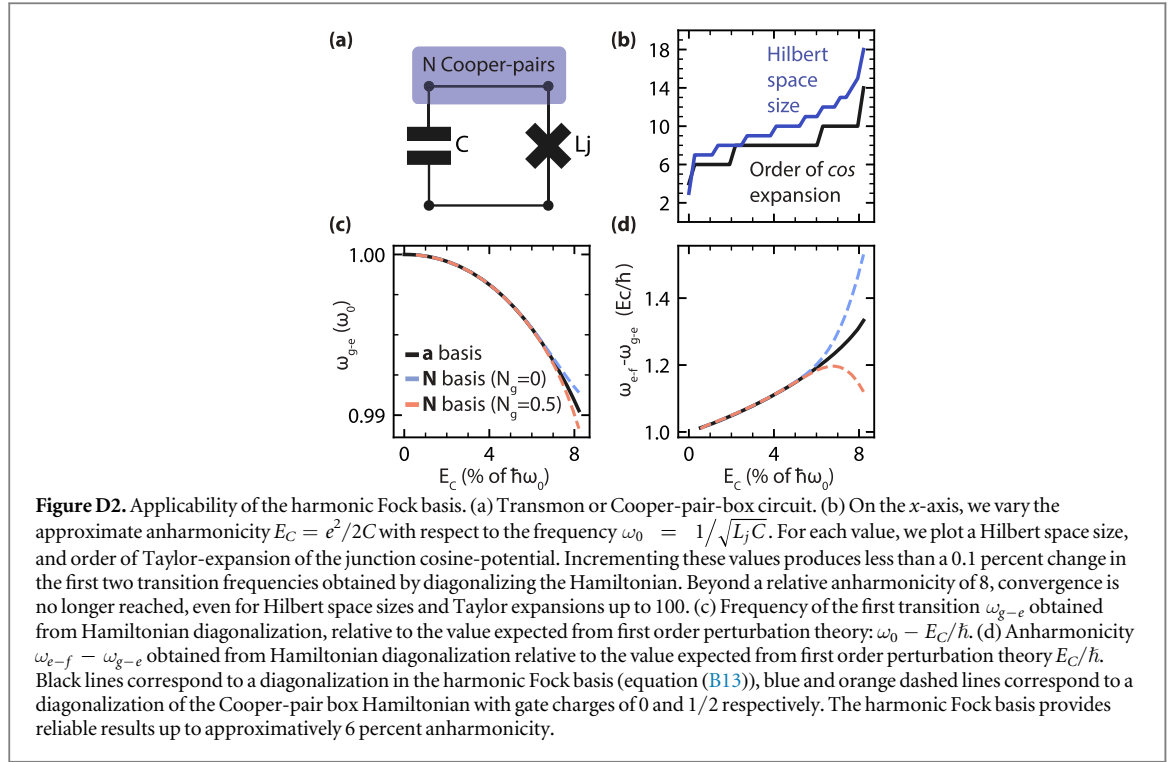 (a)
N Cooper-pairs
C
Lj
(b)
18
14
10
6
2
Hilbert
space
size
Order of cos
expansion
(c)
1.00
0.99
ω_{g-e} (ω_0)
a basis
N basis (N_g=0)
N basis (N_g=0.5)
0
4
8
E_C (% of ħω_0)
(d)
1.4
1.2
1.0
ω_{e-f}-ω_{g-e} (Ec/ħ)
0
4
8
E_C (% of ħω_0)
Figure D2. Applicability of the harmonic Fock basis. (a) Transmon or Cooper-pair-box circuit. (b) On the x-axis, we vary the
approximate anharmonicity E_C = e²/2C with respect to the frequency ω_0 = 1/√(L_jC). For each value, we plot a Hilbert space size,
and order of Taylor-expansion of the junction cosine-potential. Incrementing these values produces less than a 0.1 percent change in
the first two transition frequencies obtained by diagonalizing the Hamiltonian. Beyond a relative anharmonicity of 8, convergence is
no longer reached, even for Hilbert space sizes and Taylor expansions up to 100. (c) Frequency of the first transition ω_{g−e} obtained
from Hamiltonian diagonalization, relative to the value expected from first order perturbation theory: ω_0 − E_C/ħ. (d) Anharmonicity
ω_{e−f} − ω_{g−e} obtained from Hamiltonian diagonalization relative to the value expected from first order perturbation theory E_C/ħ.
Black lines correspond to a diagonalization in the harmonic Fock basis (equation (B13)), blue and orange dashed lines correspond to a
diagonalization of the Cooper-pair box Hamiltonian with gate charges of 0 and 1/2 respectively. The harmonic Fock basis provides
reliable results up to approximatively 6 percent anharmonicity.